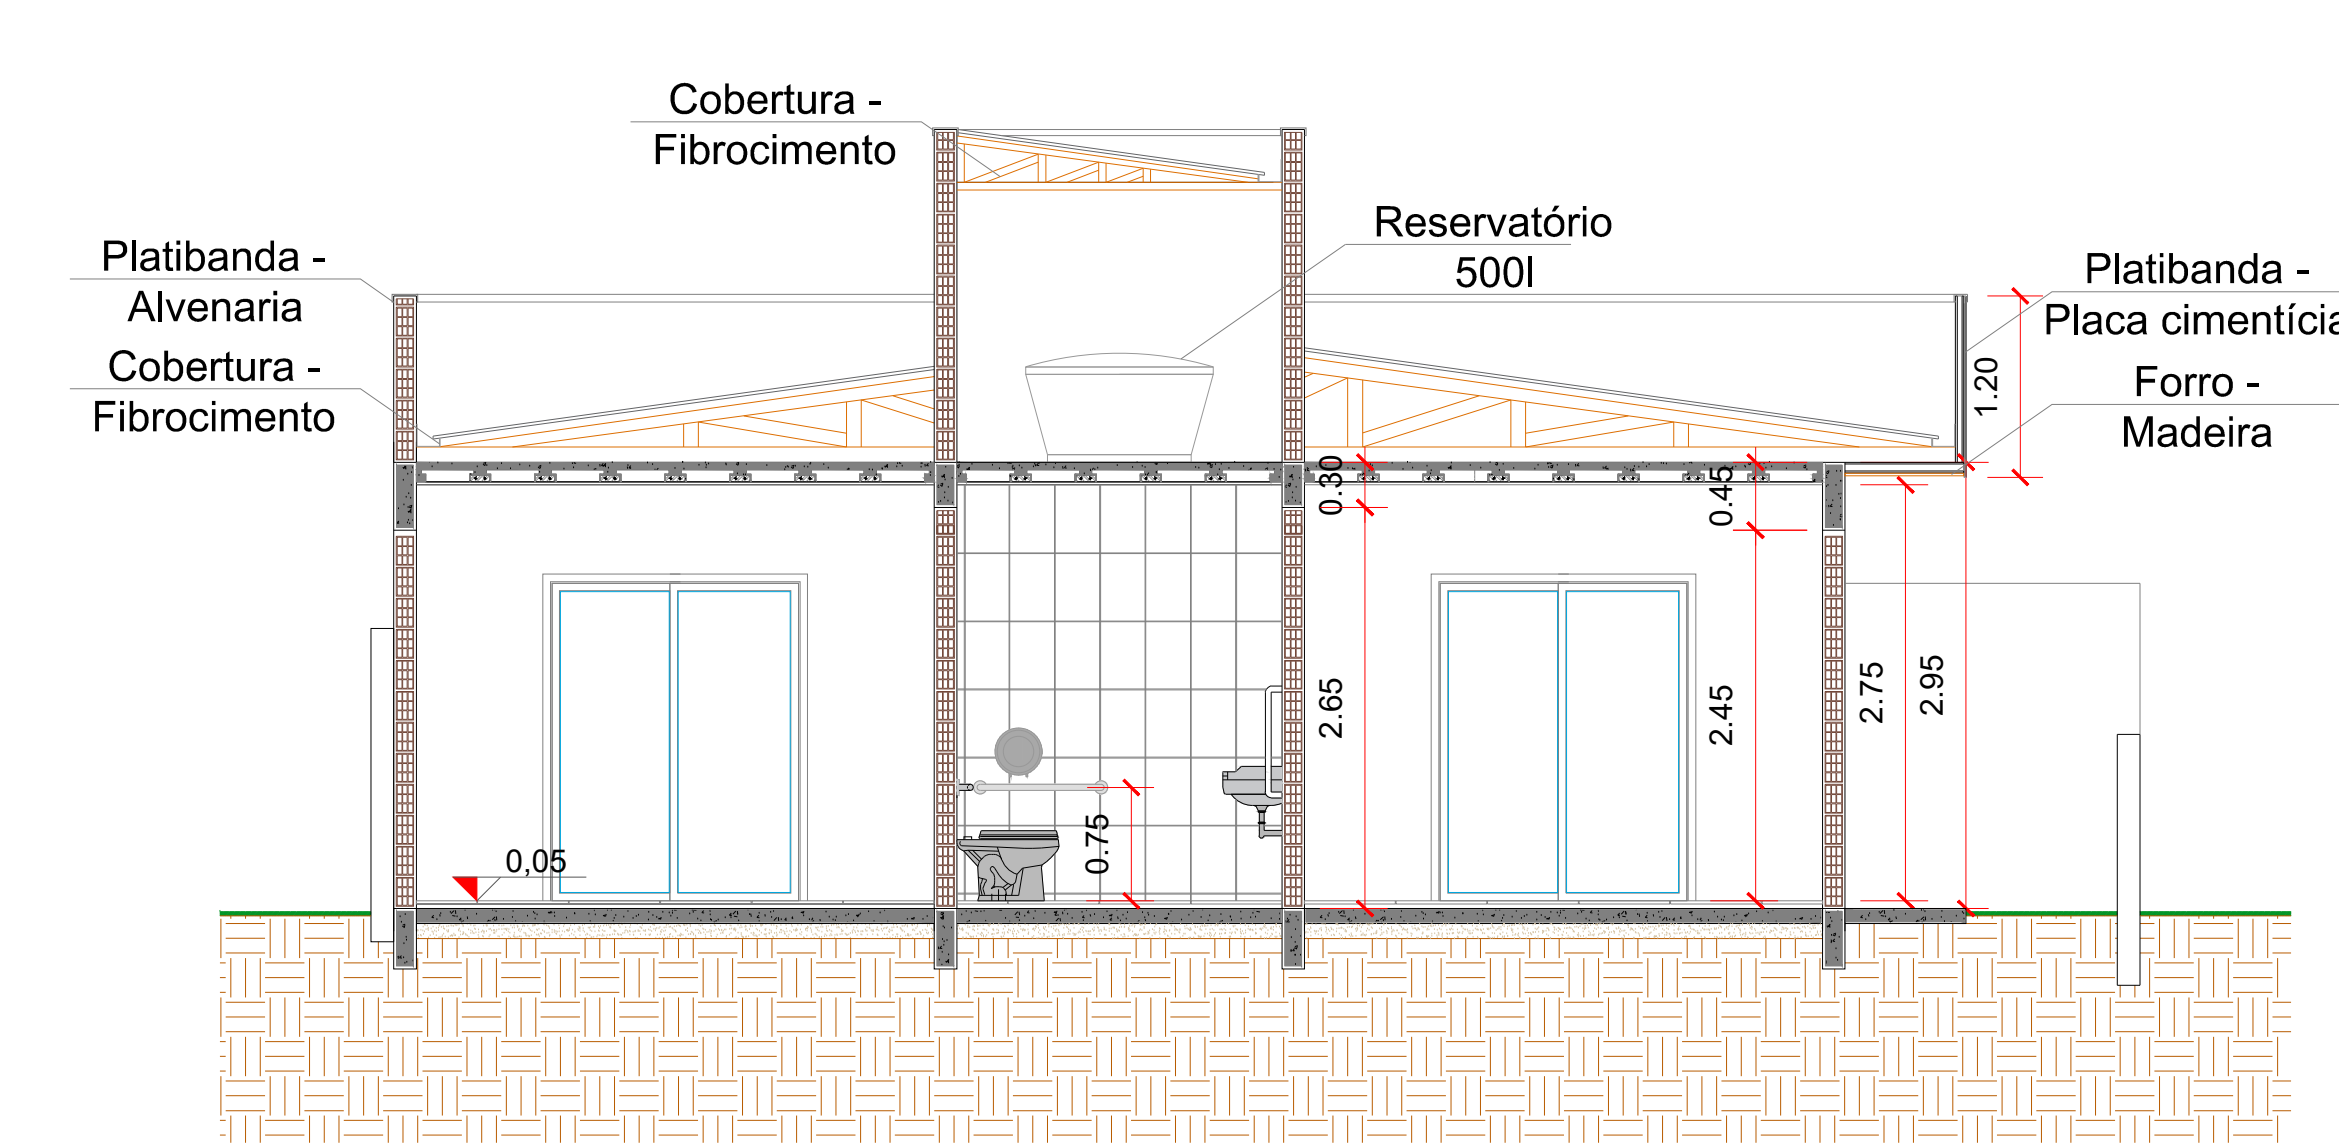 Cobertura -
Fibrocimento
Reservatório
500l
Platibanda -
Alvenaria
Cobertura -
Fibrocimento
Platibanda -
Placa cimentícia
Forro -
Madeira
1.20
0.30
0.45
2.65
2.45
2.75
2.95
0.75
0,05